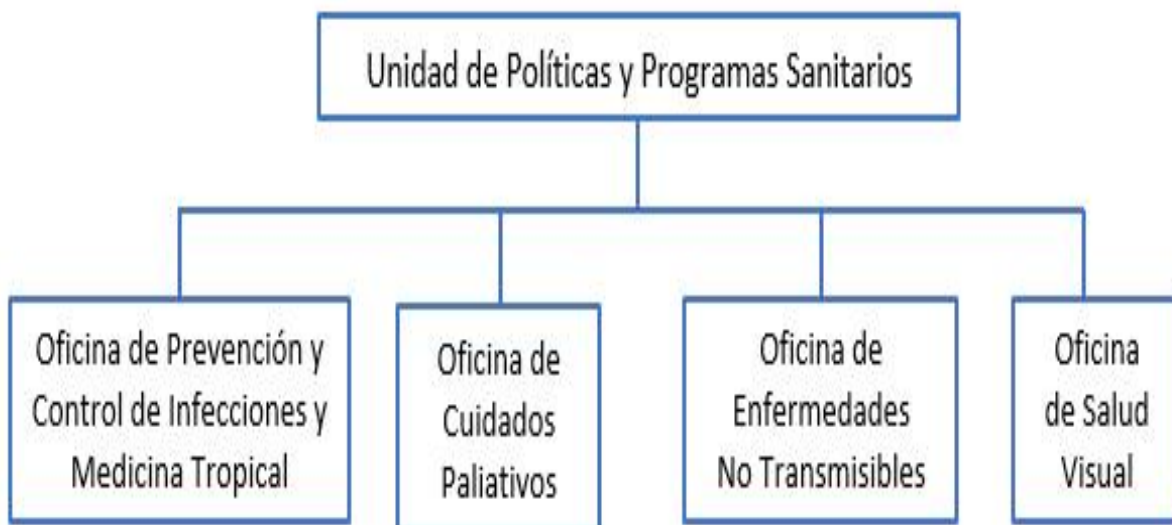 Unidad de Políticas y Programas Sanitarios
Oficina de Prevención y
Control de Infecciones y
Medicina Tropical
Oficina de
Cuidados
Paliativos
Oficina de
Enfermedades
No Transmisibles
Oficina
de Salud
Visual